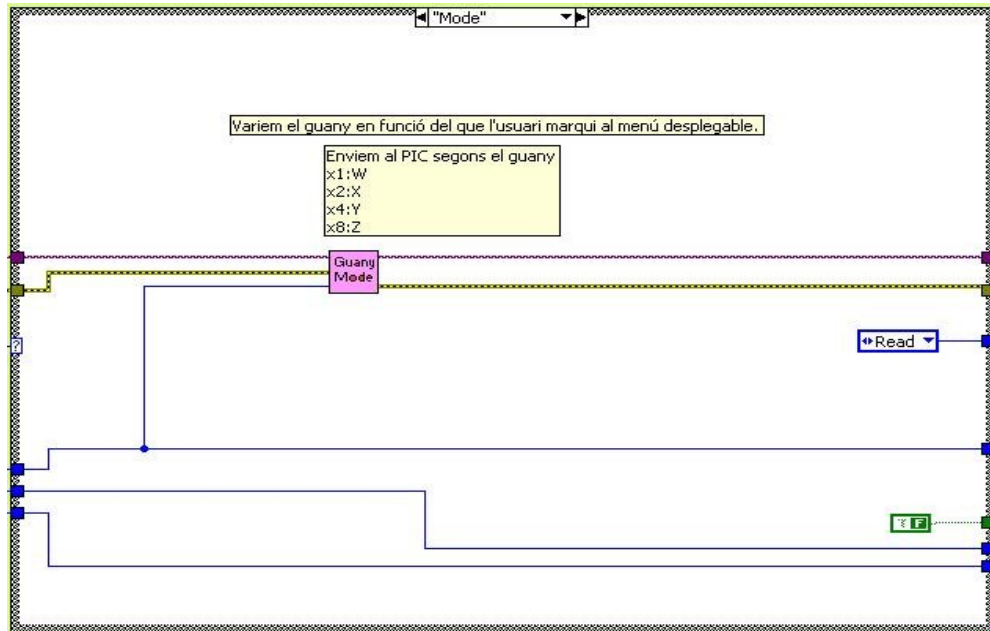 "Mode"
Variem el guany en funció del que l'usuari marqui al menú desplegable.
Enviem al PIC segons el guany
x1:W
x2:X
x4:Y
x8:Z
Guany
Mode
?
Read
F